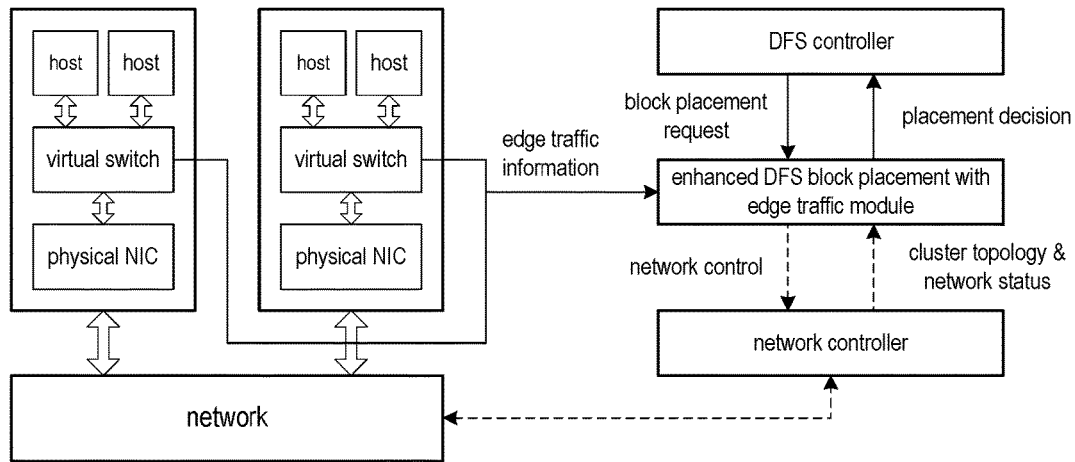 host
host
virtual switch
physical NIC
host
host
virtual switch
physical NIC
network
edge traffic
information
DFS controller
block placement
request
placement decision
enhanced DFS block placement with
edge traffic module
network control
cluster topology &
network status
network controller